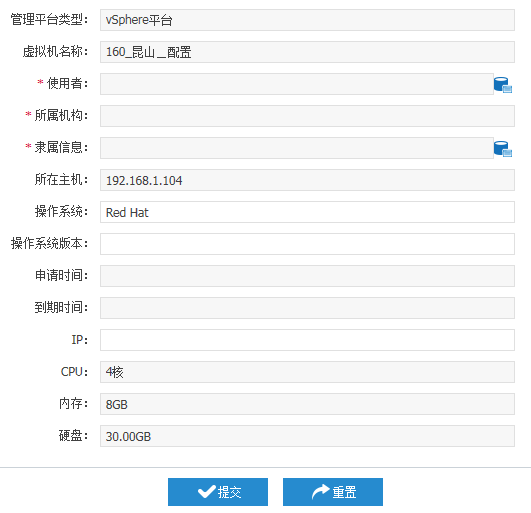 管理平台类型： vSphere平台
虚拟机名称： 160_昆山__配置
* 使用者：
* 所属机构：
* 隶属信息：
所在主机： 192.168.1.104
操作系统： Red Hat
操作系统版本：
申请时间：
到期时间：
IP：
CPU： 4核
内存： 8GB
硬盘： 30.00GB
提交 重置